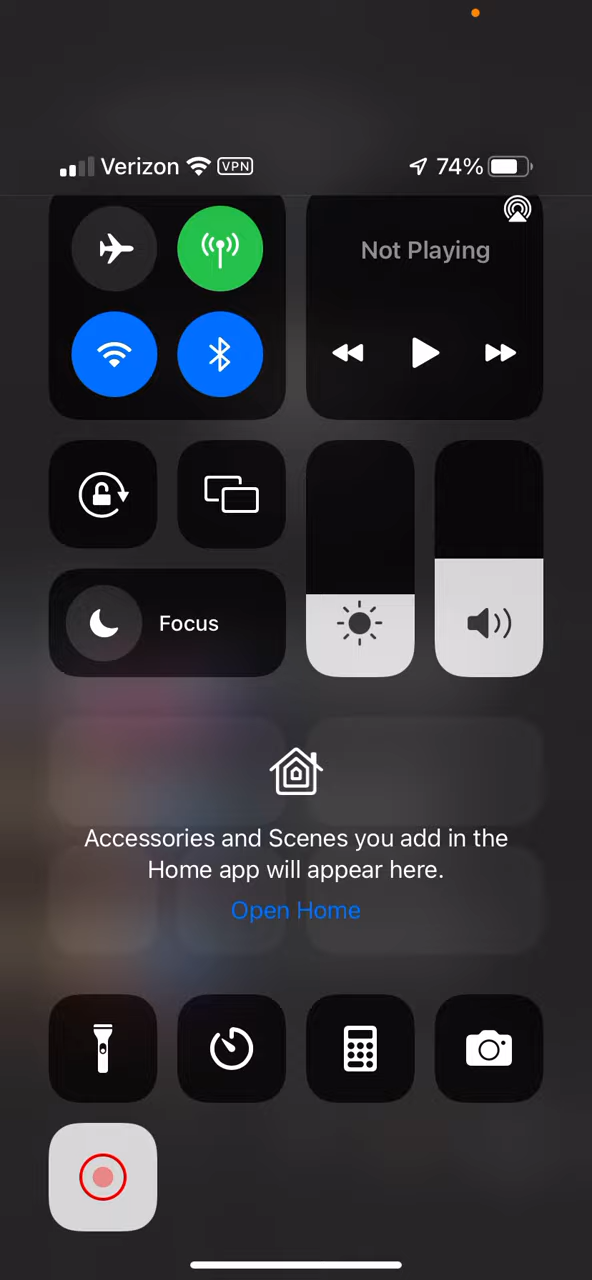 Verizon VPN 74%
Not Playing
Focus
Accessories and Scenes you add in the
Home app will appear here.
Open Home